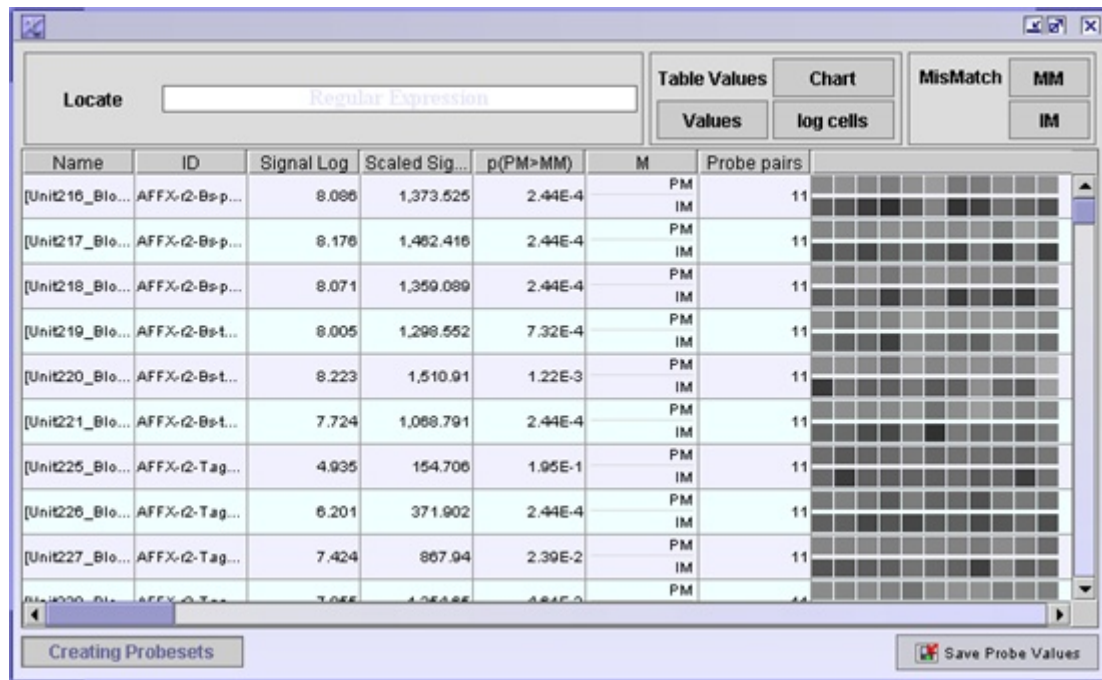 Locate
Regular Expression
Table Values Chart
Values log cells
MisMatch MM
IM
Name ID Signal Log Scaled Sig... p(PM>MM) M Probe pairs
[Unit216_Blo... AFFX-r2-Bs-p... 8.086 1,373.525 2.44E-4 PM IM 11
[Unit217_Blo... AFFX-r2-Bs-p... 8.176 1,462.416 2.44E-4 PM IM 11
[Unit218_Blo... AFFX-r2-Bs-p... 8.071 1,359.089 2.44E-4 PM IM 11
[Unit219_Blo... AFFX-r2-Bs-t... 8.005 1,298.552 7.32E-4 PM IM 11
[Unit220_Blo... AFFX-r2-Bs-t... 8.223 1,510.91 1.22E-3 PM IM 11
[Unit221_Blo... AFFX-r2-Bs-t... 7.724 1,068.791 2.44E-4 PM IM 11
[Unit225_Blo... AFFX-r2-Tag... 4.935 154.706 1.95E-1 PM IM 11
[Unit226_Blo... AFFX-r2-Tag... 6.201 371.902 2.44E-4 PM IM 11
[Unit227_Blo... AFFX-r2-Tag... 7.424 867.94 2.39E-2 PM IM 11
PM
Creating Probesets
Save Probe Values